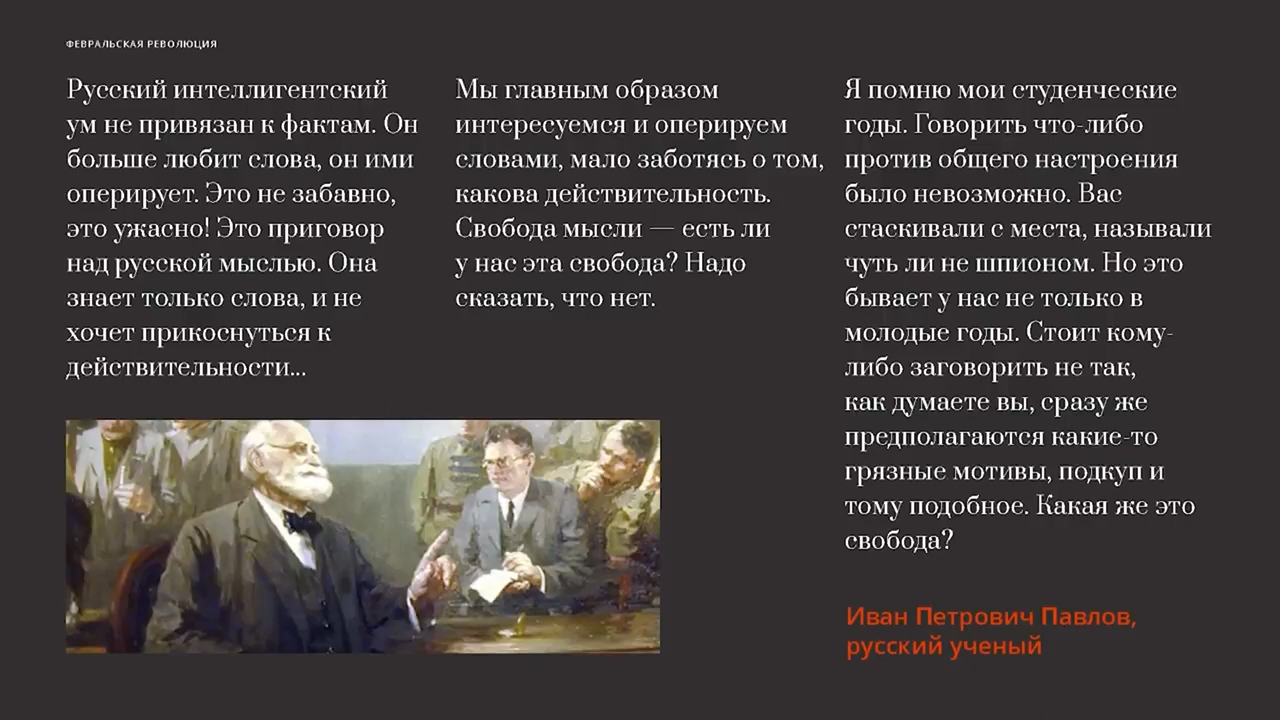 ФЕВРАЛЬСКАЯ РЕВОЛЮЦИЯ
Русский интеллигентский
ум не привязан к фактам. Он
больше любит слова, он ими
оперирует. Это не забавно,
это ужасно! Это приговор
над русской мыслью. Она
знает только слова, и не
хочет прикоснуться к
действительности...
Мы главным образом
интересуемся и оперируем
словами, мало заботясь о том,
какова действительность.
Свобода мысли — есть ли
у нас эта свобода? Надо
сказать, что нет.
Я помню мои студенческие
годы. Говорить что-либо
против общего настроения
было невозможно. Вас
стаскивали с места, называли
чуть ли не шпионом. Но это
бывает у нас не только в
молодые годы. Стоит кому-
либо заговорить не так,
как думаете вы, сразу же
предполагаются какие-то
грязные мотивы, подкуп и
тому подобное. Какая же это
свобода?
Иван Петрович Павлов,
русский ученый